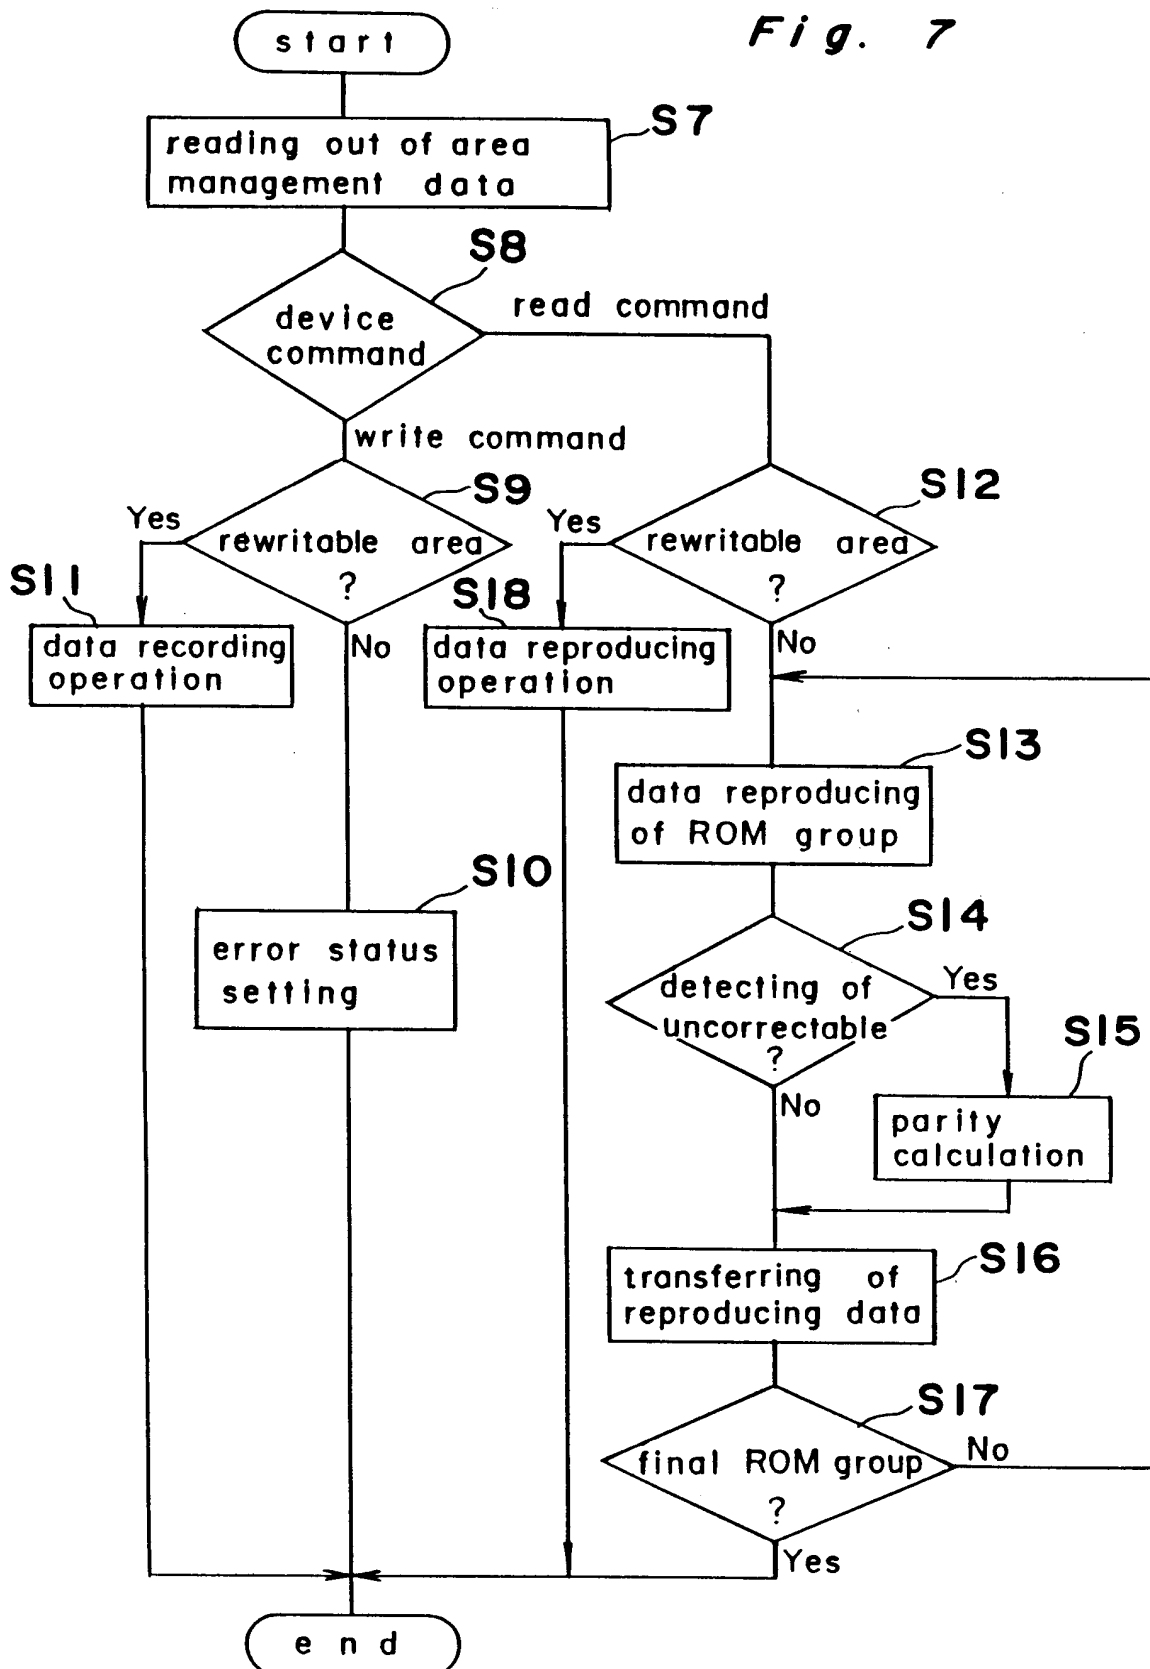 Fig. 7
start
S7
reading out of area
management data
S8
device
command
read command
write command
S9
S12
Yes
rewritable area
?
Yes
rewritable area
?
S11
S18
No
No
data recording
operation
data reproducing
operation
S13
data reproducing
of ROM group
S10
error status
setting
S14
detecting of
uncorrectable
?
Yes
S15
No
parity
calculation
S16
transferring of
reproducing data
S17
final ROM group
?
No
Yes
end